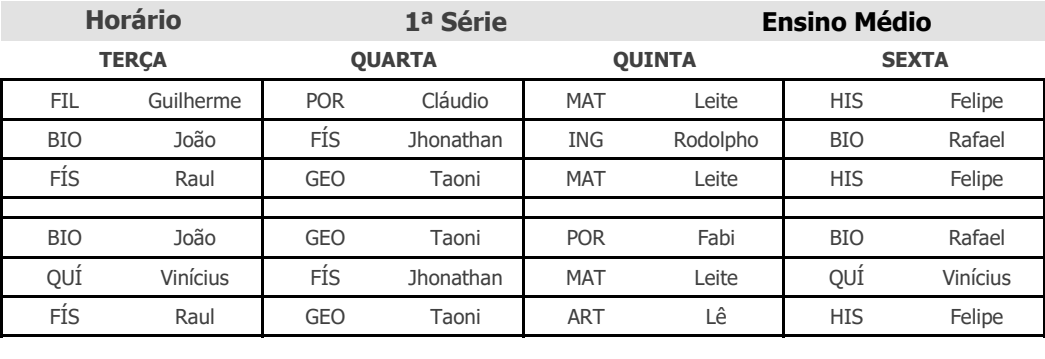 Horário 1ª Série Ensino Médio
TERÇA QUARTA QUINTA SEXTA
FIL Guilherme POR Cláudio MAT Leite HIS Felipe
BIO João FÍS Jhonathan ING Rodolpho BIO Rafael
FÍS Raul GEO Taoni MAT Leite HIS Felipe
BIO João GEO Taoni POR Fabi BIO Rafael
QUÍ Vinícius FÍS Jhonathan MAT Leite QUÍ Vinícius
FÍS Raul GEO Taoni ART Lê HIS Felipe